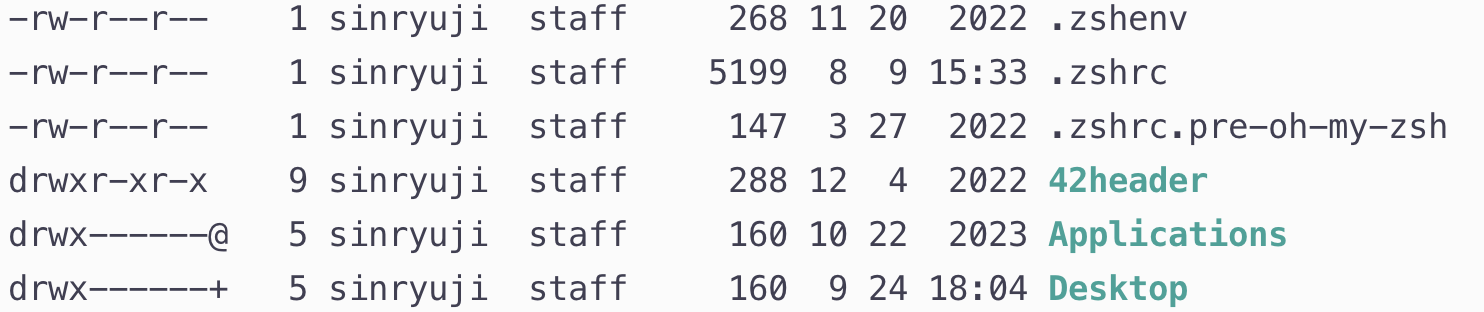 -rw-r--r--    1 sinryuji  staff     268 11 20  2022 .zshenv
-rw-r--r--    1 sinryuji  staff    5199  8  9 15:33 .zshrc
-rw-r--r--    1 sinryuji  staff     147  3 27  2022 .zshrc.pre-oh-my-zsh
drwxr-xr-x    9 sinryuji  staff     288 12  4  2022 42header
drwx------@   5 sinryuji  staff     160 10 22  2023 Applications
drwx------+   5 sinryuji  staff     160  9 24 18:04 Desktop